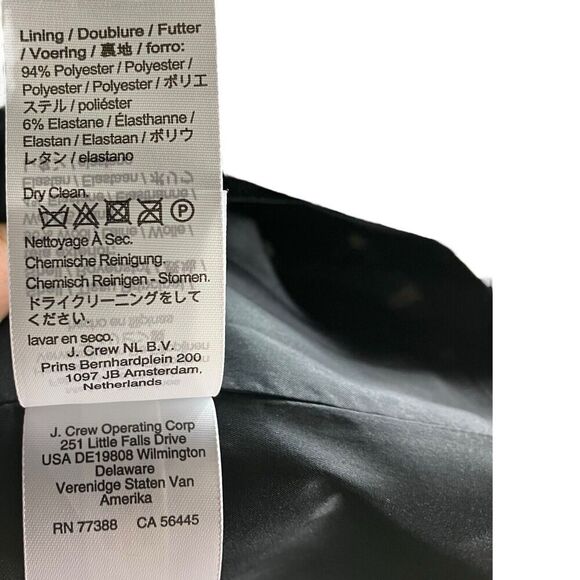 Lining / Doublure / Futter
/ Voering / 裏地 / forro:
94% Polyester / Polyester /
Polyester / Polyester / ポリエ
ステル / poliéster
6% Elastane / Élasthanne /
Elastan / Elastaan / ポリウ
レタン / elastano
Dry Clean.
P
Nettoyage À Sec.
Chemische Reinigung.
Chemisch Reinigen - Stomen.
ドライクリーニングをして
ください.
lavar en seco.
J. Crew NL B.V.
Prins Bernhardplein 200
1097 JB Amsterdam,
Netherlands
J. Crew Operating Corp
251 Little Falls Drive
USA DE19808 Wilmington
Delaware
Verenidge Staten Van
Amerika
RN 77388 CA 56445